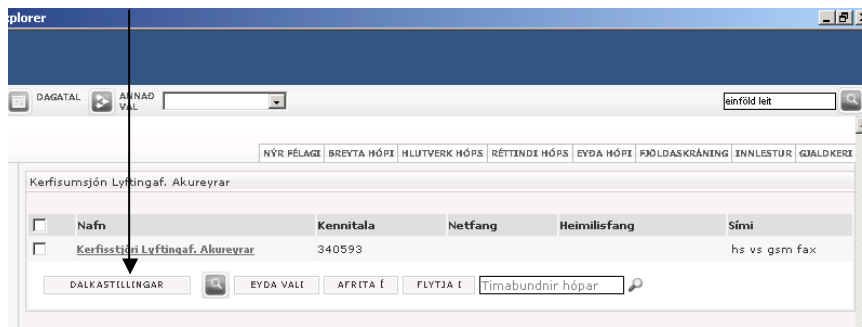 xplorer
DAGATAL ANNAÐ VAL einföld leit
NÝR FÉLAGI BREYTA HÓPI HLUTVERK HÓPS RÉTTINDI HÓPS EYÐA HÓPI FJÖLDASKRÁNING INNLESTUR GJALDKERI
Kerfisumsjón Lyftingaf. Akureyrar
Nafn Kennitala Netfang Heimilisfang Sími
Kerfisstjóri Lyftingaf. Akureyrar 340593 hs vs gsm fax
DALKASTILLINGAR EYÐA VALI AFRITA Í FLYTJA Í Tímabundnir hópar